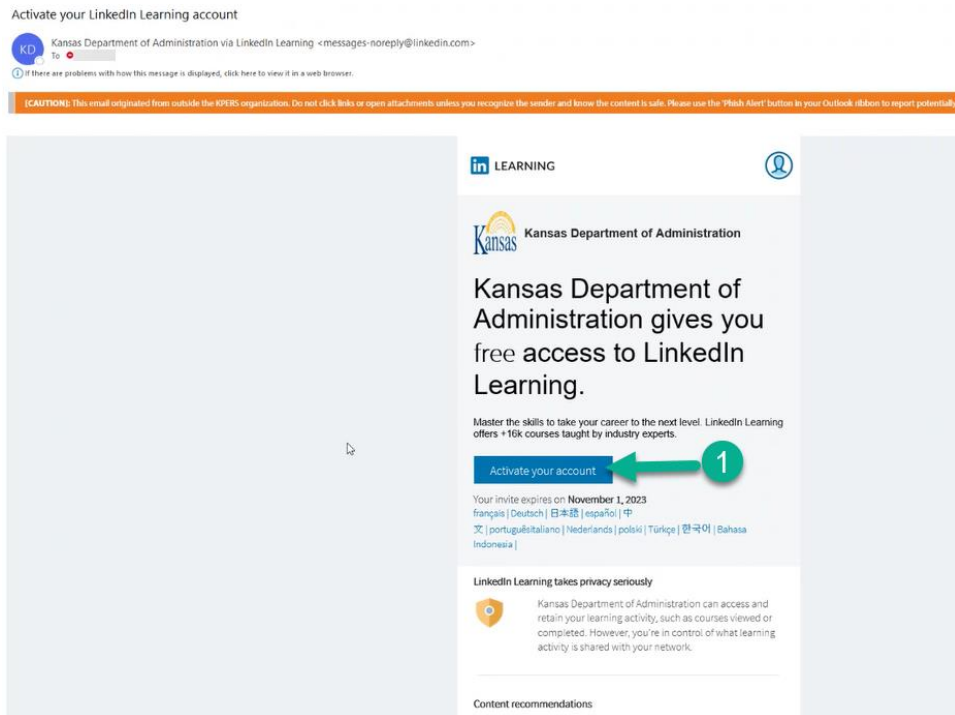 Activate your LinkedIn Learning account
KD
Kansas Department of Administration via LinkedIn Learning <messages-noreply@linkedin.com>
To
If there are problems with how this message is displayed, click here to view it in a web browser.
[CAUTION]: This email originated from outside the KPERS organization. Do not click links or open attachments unless you recognize the sender and know the content is safe. Please use the 'Phish Alert' button in your Outlook ribbon to report potentially
in LEARNING
Kansas
Kansas Department of Administration
Kansas Department of
Administration gives you
free access to LinkedIn
Learning.
Master the skills to take your career to the next level. LinkedIn Learning
offers +16k courses taught by industry experts.
Activate your account
1
Your invite expires on November 1, 2023
français | Deutsch | 日本語 | español | 中
文 | portuguêsitaliano | Nederlands | polski | Türkçe | 한국어 | Bahasa
Indonesia |
LinkedIn Learning takes privacy seriously
Kansas Department of Administration can access and
retain your learning activity, such as courses viewed or
completed. However, you're in control of what learning
activity is shared with your network.
Content recommendations